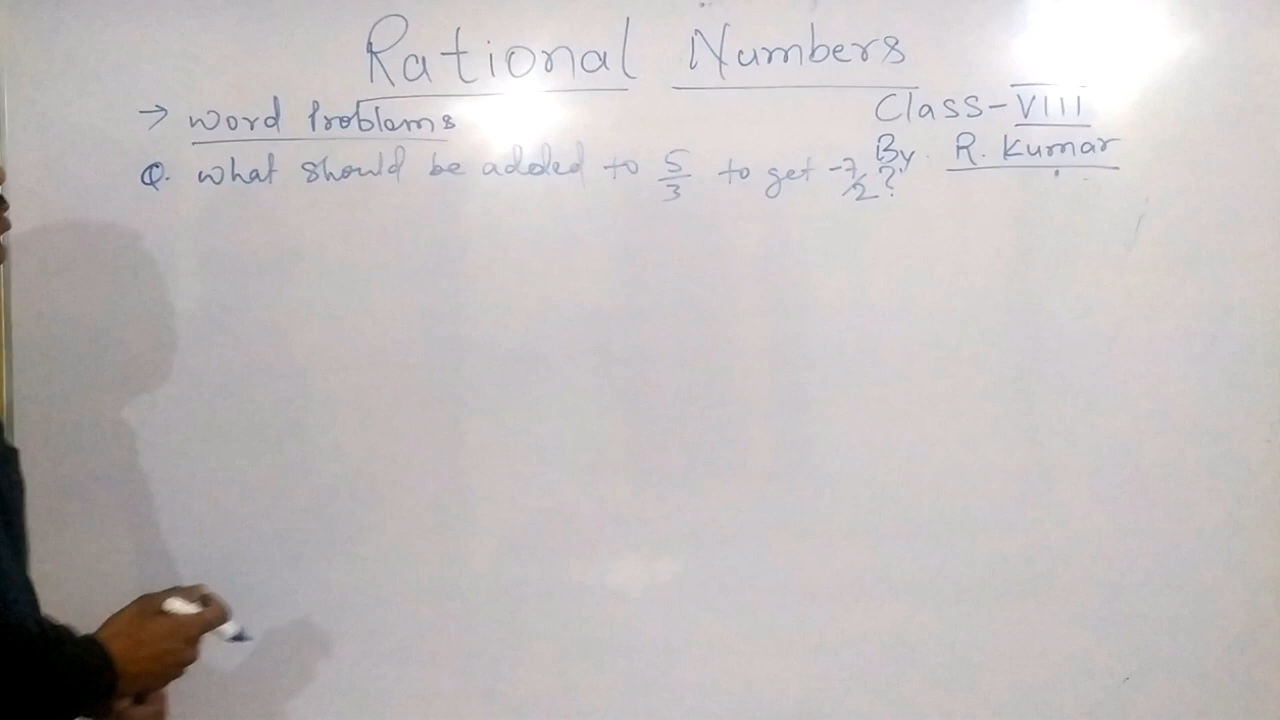 Rational Numbers
→ Word Problems
Class-VIII
By. R. Kumar
Q. What should be added to 5/3 to get -7/2?